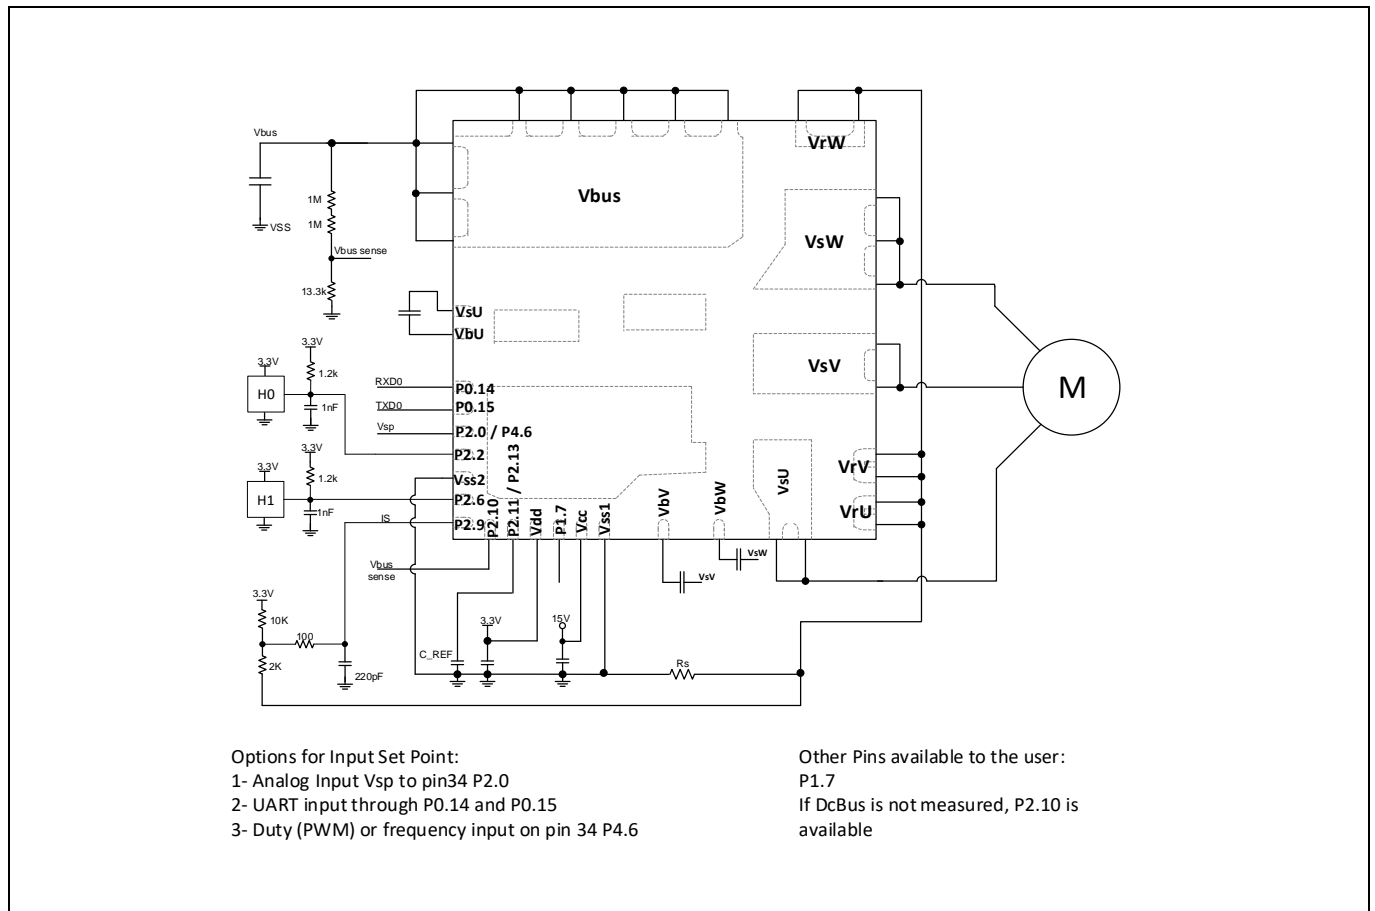 Vbus
VSS
1M
1M
Vbus sense
13.3k
Vbus
VrW
VsW
VsU
VbU
VsV
M
3.3V
3.3V
1.2k
H0
1nF
RXD0
P0.14
TXD0
P0.15
Vsp
P2.0 / P4.6
P2.2
3.3V
3.3V
1.2k
Vss2
H1
P2.6
1nF
IS
P2.9
P2.10
P2.11 / P2.13
Vdd
P1.7
Vcc
Vss1
VbV
VbW
VsU
VrV
VrU
Vbus
sense
VsW
VsV
3.3V
10K
100
2K
220pF
C_REF
3.3V
15V
Rs
Options for Input Set Point:
1- Analog Input Vsp to pin34 P2.0
2- UART input through P0.14 and P0.15
3- Duty (PWM) or frequency input on pin 34 P4.6
Other Pins available to the user:
P1.7
If DcBus is not measured, P2.10 is
available